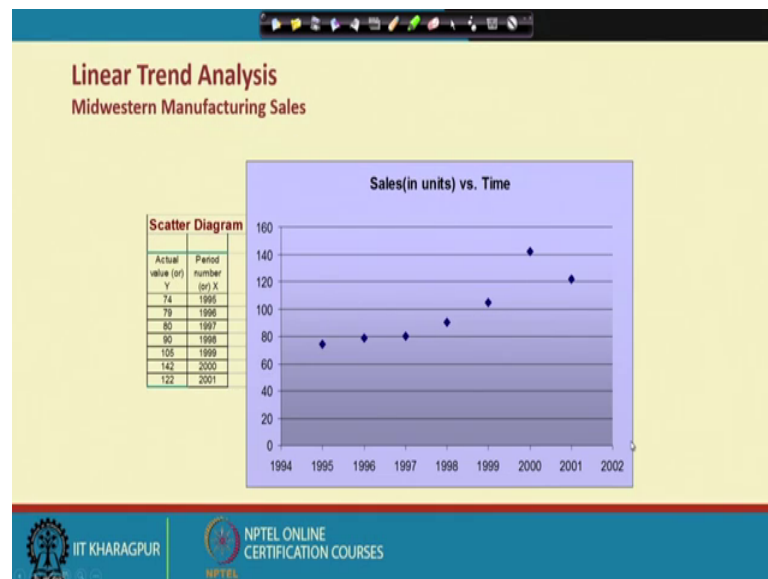 Linear Trend Analysis
Midwestern Manufacturing Sales
Scatter Diagram
Actual value (or) Y Period number (or) X
74 1995
79 1996
80 1997
90 1998
105 1999
142 2000
122 2001
Sales(in units) vs. Time
160
140
120
100
80
60
40
20
0
1994 1995 1996 1997 1998 1999 2000 2001 2002
IIT KHARAGPUR
NPTEL ONLINE
CERTIFICATION COURSES
NPTEL